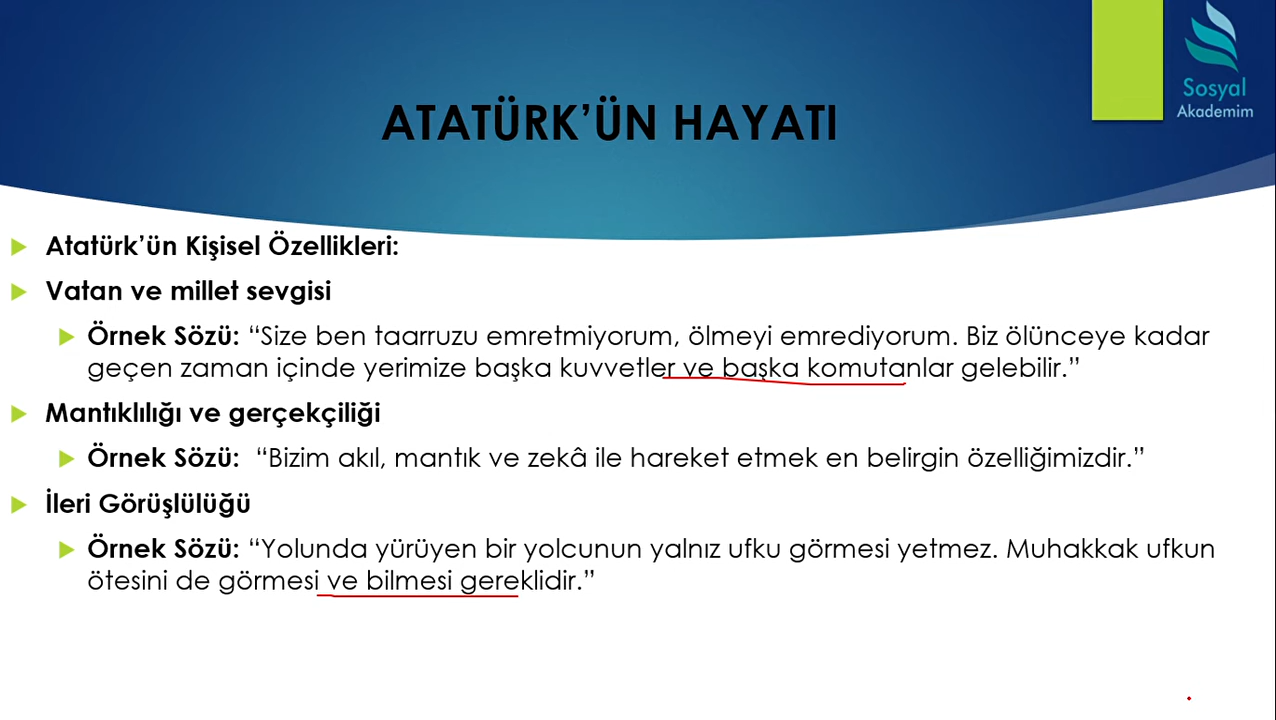 Sosyal
Akademim
ATATÜRK’ÜN HAYATI
Atatürk’ün Kişisel Özellikleri:
Vatan ve millet sevgisi
Örnek Sözü: “Size ben taarruzu emretmiyorum, ölmeyi emrediyorum. Biz ölünceye kadar
geçen zaman içinde yerimize başka kuvvetler ve başka komutanlar gelebilir.”
Mantıklılığı ve gerçekçiliği
Örnek Sözü: “Bizim akıl, mantık ve zekâ ile hareket etmek en belirgin özelliğimizdir.”
İleri Görüşlülüğü
Örnek Sözü: “Yolunda yürüyen bir yolcunun yalnız ufku görmesi yetmez. Muhakkak ufkun
ötesini de görmesi ve bilmesi gereklidir.”